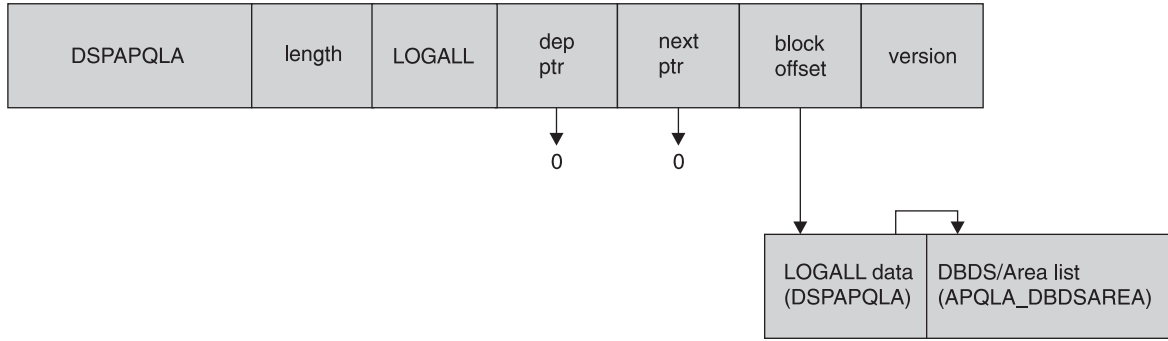 DSPAPQLA length LOGALL dep ptr next ptr block offset version
0 0
LOGALL data (DSPAPQLA) DBDS/Area list (APQLA_DBDSAREA)